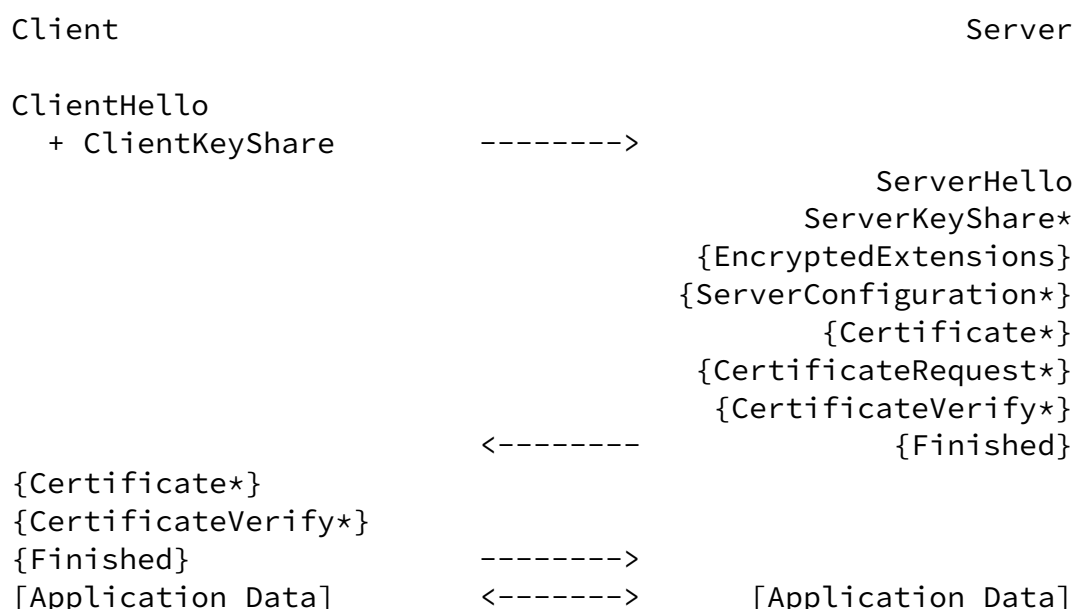 Client                                               Server

ClientHello
  + ClientKeyShare        -------->
                                                ServerHello
                                            ServerKeyShare*
                                      {EncryptedExtensions}
                                     {ServerConfiguration*}
                                             {Certificate*}
                                      {CertificateRequest*}
                                       {CertificateVerify*}
                          <--------              {Finished}
{Certificate*}
{CertificateVerify*}
{Finished}                -------->
[Application Data]        <------->      [Application Data]